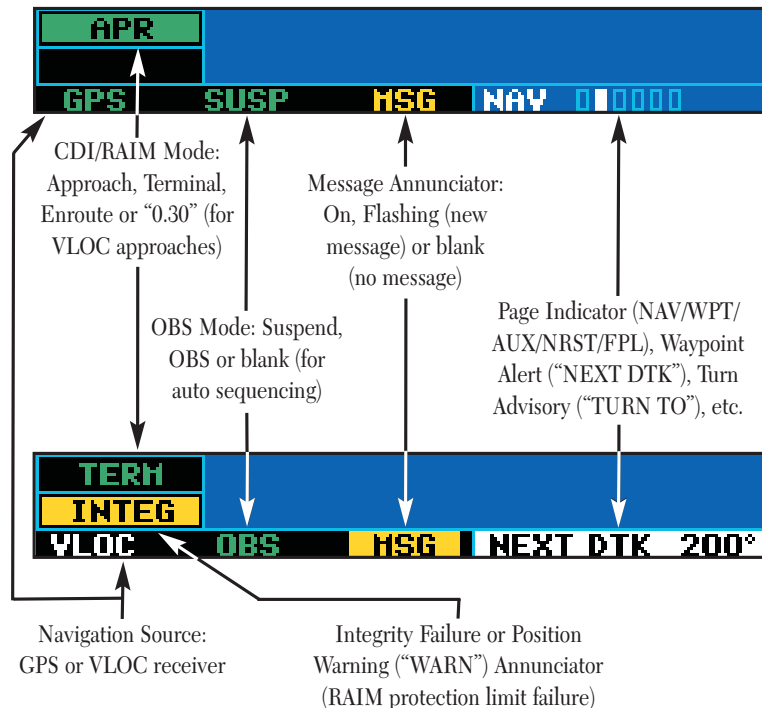 APR
GPS SUSP MSG NAV
CDI/RAIM Mode:
Approach, Terminal,
Enroute or “0.30” (for
VLOC approaches)
Message Annunciator:
On, Flashing (new
message) or blank
(no message)
OBS Mode: Suspend,
OBS or blank (for
auto sequencing)
Page Indicator (NAV/WPT/
AUX/NRST/FPL), Waypoint
Alert (“NEXT DTK”), Turn
Advisory (“TURN TO”), etc.
TERM
INTEG
VLOC OBS MSG NEXT DTK 200°
Navigation Source:
GPS or VLOC receiver
Integrity Failure or Position
Warning (“WARN”) Annunciator
(RAIM protection limit failure)